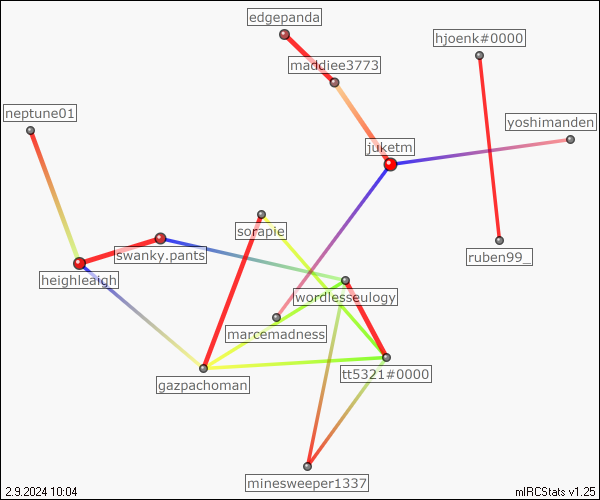 edgepanda
hjoenk#0000
maddiee3773
neptune01
yoshimanden
juketm
sorapie
swanky.pants
ruben99_
heighleaigh
wordlesseulogy
marcemadness
tt5321#0000
gazpachoman
minesweeper1337
2.9.2024 10:04
mIRCStats v1.25